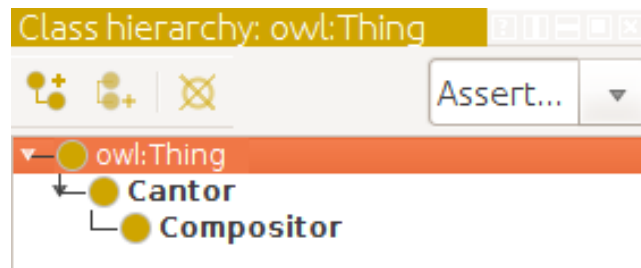 Class hierarchy: owl:Thing
Assert...
owl:Thing
Cantor
Compositor